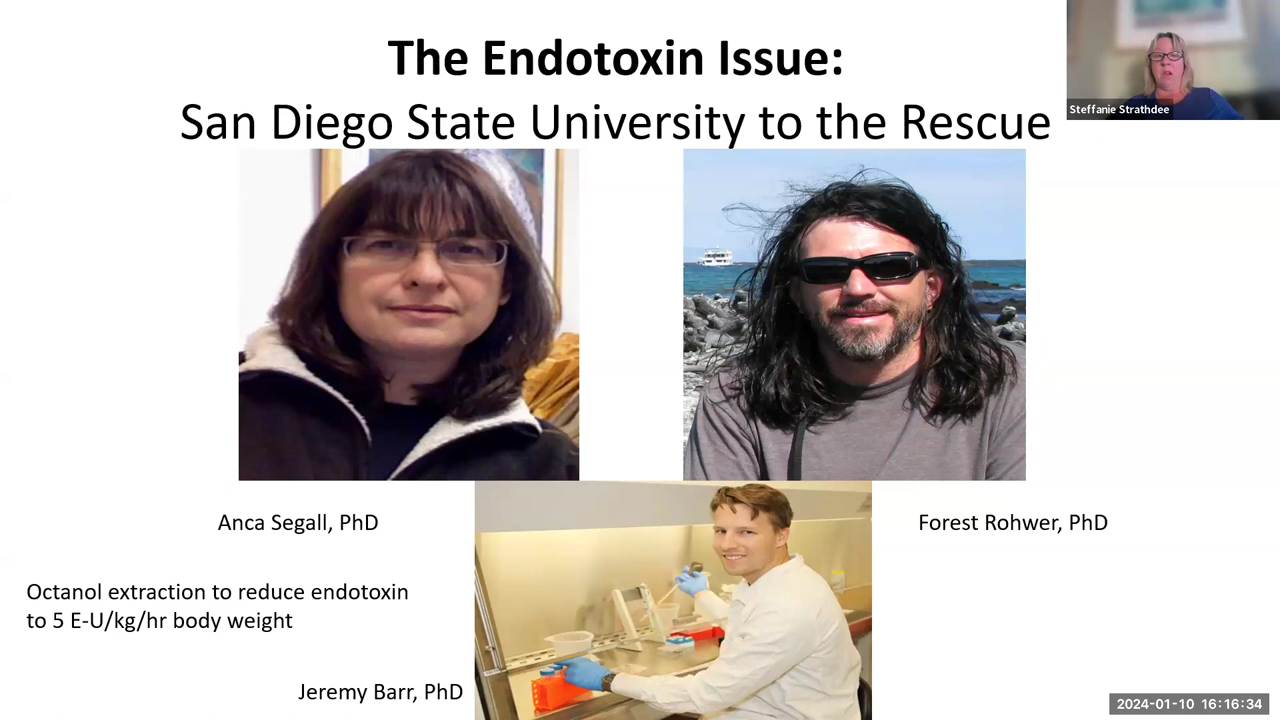 The Endotoxin Issue:
San Diego State University to the Rescue
Steffanie Strathdee
Anca Segall, PhD
Forest Rohwer, PhD
Octanol extraction to reduce endotoxin
to 5 E-U/kg/hr body weight
Jeremy Barr, PhD
2024-01-10 16:16:34